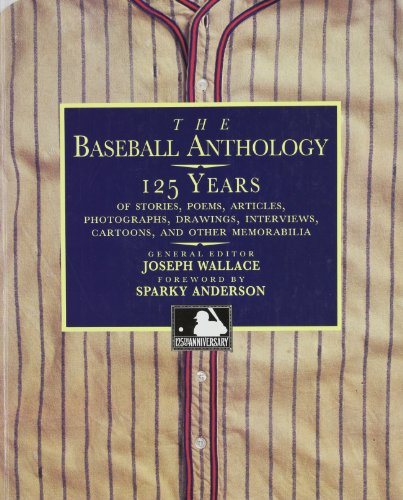 THE
BASEBALL ANTHOLOGY
125 YEARS
OF STORIES, POEMS, ARTICLES,
PHOTOGRAPHS, DRAWINGS, INTERVIEWS,
CARTOONS, AND OTHER MEMORABILIA
GENERAL EDITOR
JOSEPH WALLACE
FOREWORD BY
SPARKY ANDERSON
125TH ANNIVERSARY